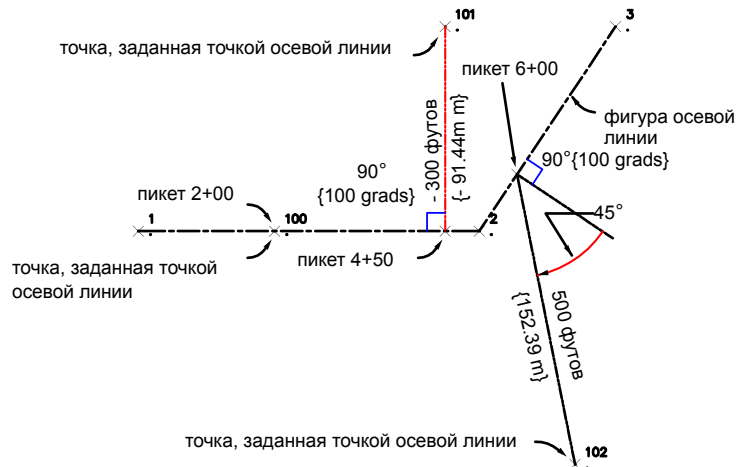 101
3
точка, заданная точкой осевой линии
пикет 6+00
- 300 футов
{- 91.44m m}
фигура осевой
линии
90°
{100 grads}
90°{100 grads}
пикет 2+00
45°
1
100
2
пикет 4+50
точка, заданная точкой
осевой линии
500 футов
{152.39 m}
точка, заданная точкой осевой линии
102